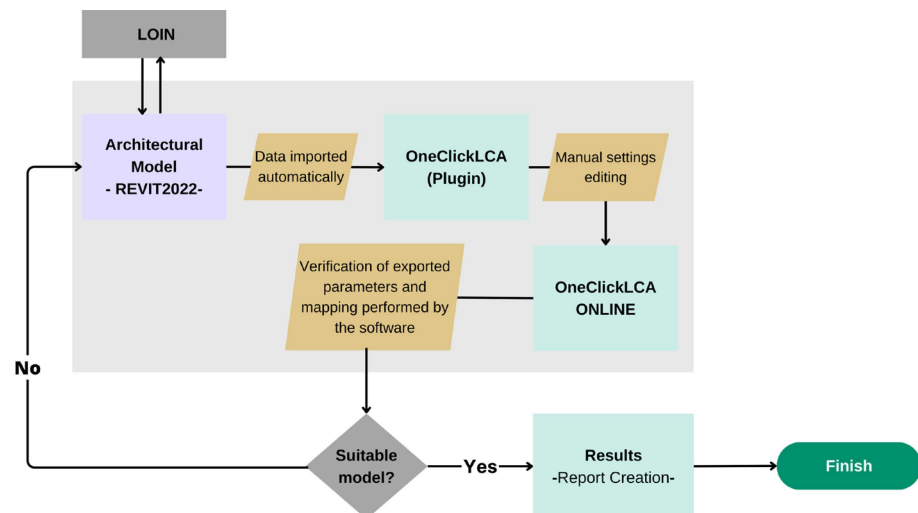 LOIN
Architectural
Model
- REVIT2022-
Data imported
automatically
OneClickLCA
(Plugin)
Manual settings
editing
OneClickLCA
ONLINE
Verification of exported
parameters and
mapping performed by
the software
No
Suitable
model?
Yes
Results
-Report Creation-
Finish